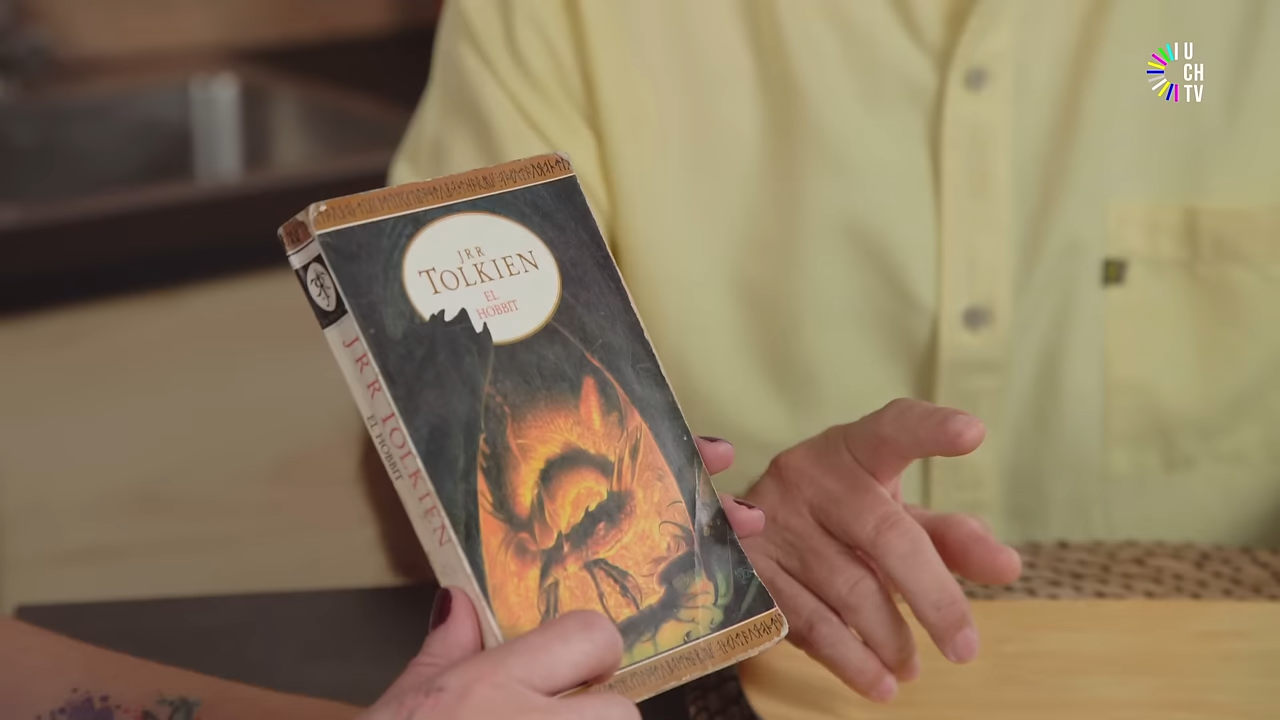 I U
CH
TV
J R R
TOLKIEN
EL
HOBBIT
J R R TOLKIEN
EL HOBBIT